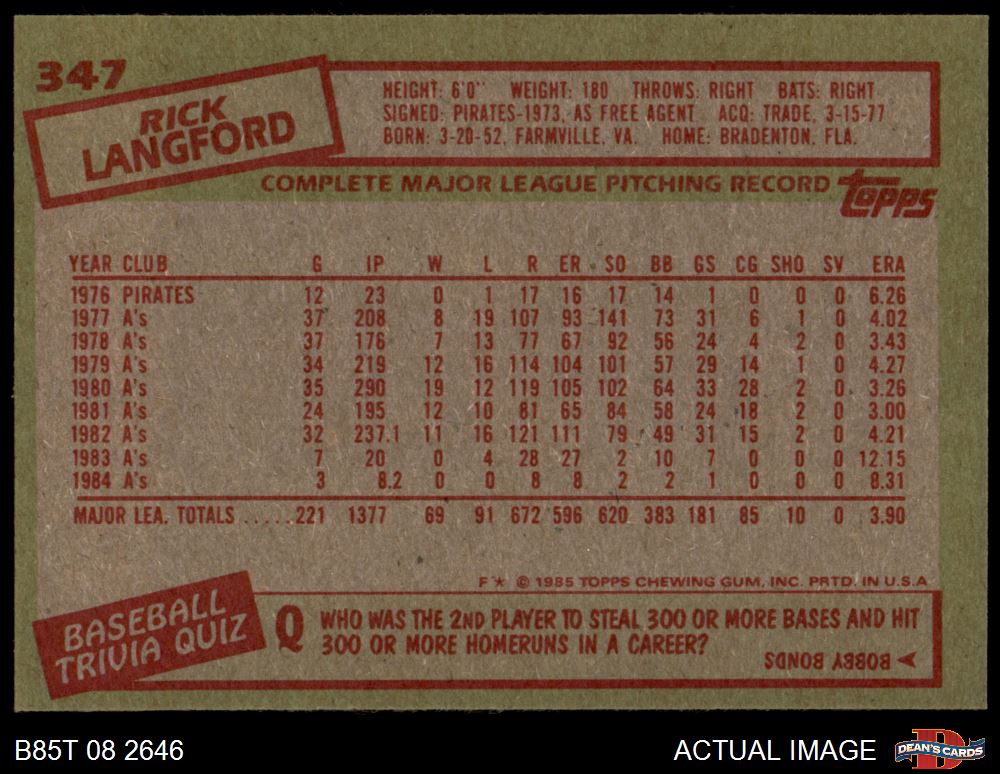 347
RICK
LANGFORD
HEIGHT: 6'0" WEIGHT: 180 THROWS: RIGHT BATS: RIGHT
SIGNED: PIRATES-1973, AS FREE AGENT ACQ: TRADE, 3-15-77
BORN: 3-20-52, FARMVILLE, VA. HOME: BRADENTON, FLA.
COMPLETE MAJOR LEAGUE PITCHING RECORD topps
YEAR CLUB G IP W L R ER SO BB GS CG SHO SV ERA
1976 PIRATES 12 23 0 1 17 16 17 14 1 0 0 0 6.26
1977 A's 37 208 8 19 107 93 141 73 31 6 1 0 4.02
1978 A's 37 176 7 13 77 67 92 56 24 4 2 0 3.43
1979 A's 34 219 12 16 114 104 101 57 29 14 1 0 4.27
1980 A's 35 290 19 12 119 105 102 64 33 28 2 0 3.26
1981 A's 24 195 12 10 81 65 84 58 24 18 2 0 3.00
1982 A's 32 237.1 11 16 121 111 79 49 31 15 2 0 4.21
1983 A's 7 20 0 4 28 27 2 10 7 0 0 0 12.15
1984 A's 3 8.2 0 0 8 8 2 2 1 0 0 0 8.31
MAJOR LEA. TOTALS .....221 1377 69 91 672 596 620 383 181 85 10 0 3.90
F★ © 1985 TOPPS CHEWING GUM, INC. PRTD. IN U.S.A
BASEBALL
TRIVIA QUIZ
Q WHO WAS THE 2ND PLAYER TO STEAL 300 OR MORE BASES AND HIT
300 OR MORE HOMERUNS IN A CAREER?
BOBBY BONDS
B85T 08 2646 ACTUAL IMAGE DEAN'S CARDS